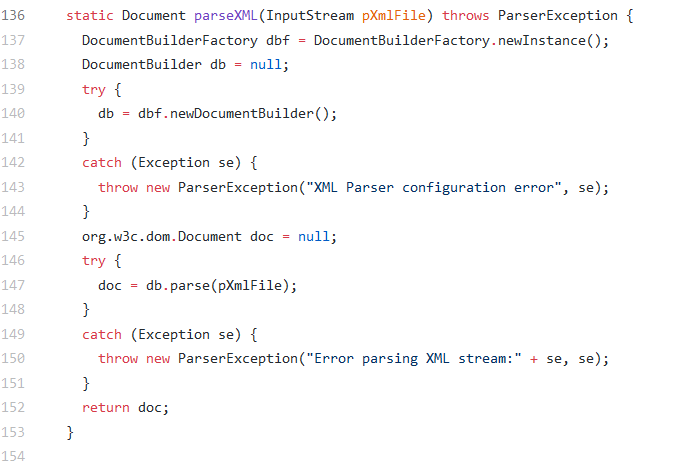 136 static Document parseXML(InputStream pXmlFile) throws ParserException {
137 DocumentBuilderFactory dbf = DocumentBuilderFactory.newInstance();
138 DocumentBuilder db = null;
139 try {
140 db = dbf.newDocumentBuilder();
141 }
142 catch (Exception se) {
143 throw new ParserException("XML Parser configuration error", se);
144 }
145 org.w3c.dom.Document doc = null;
146 try {
147 doc = db.parse(pXmlFile);
148 }
149 catch (Exception se) {
150 throw new ParserException("Error parsing XML stream:" + se, se);
151 }
152 return doc;
153 }
154